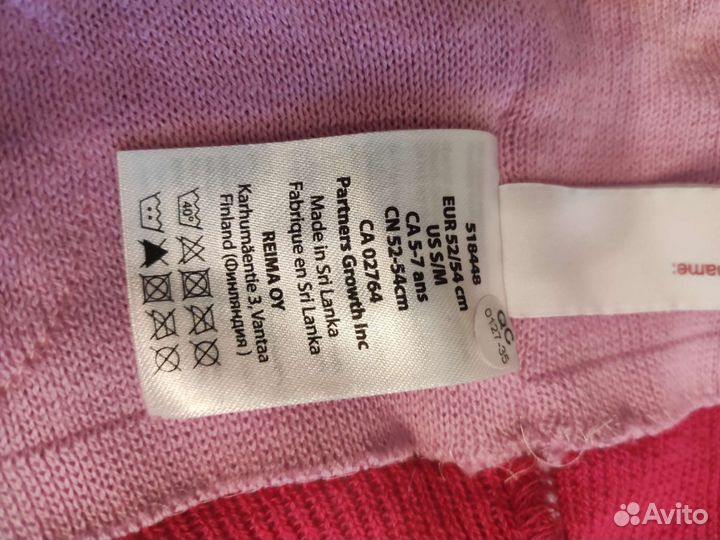 518448
EUR 52/54 cm
US S/M
CA 5-7 ans
CN 52-54cm
CA 02764
Partners Growth Inc
Made in Sri Lanka
Fabrique en Sri Lanka
REIMA OY
Karhumäentie 3, Vantaa
Finland (Финляндия)
40°
QC
0127-35
name:
Avito